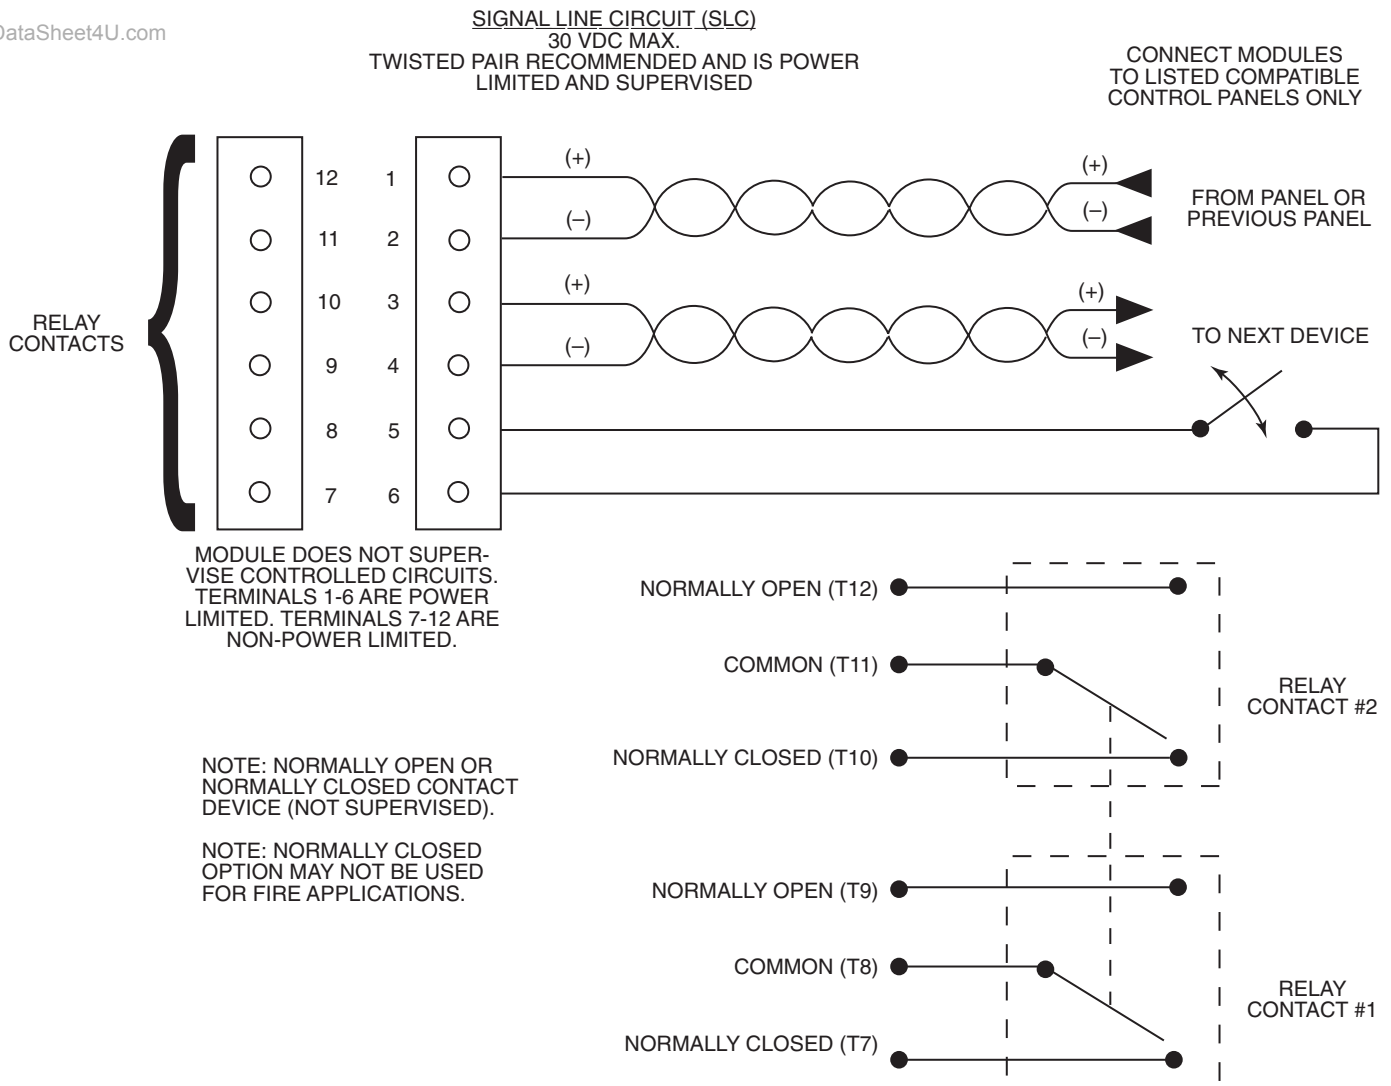 DataSheet4U.com
SIGNAL LINE CIRCUIT (SLC)
30 VDC MAX.
TWISTED PAIR RECOMMENDED AND IS POWER
LIMITED AND SUPERVISED
CONNECT MODULES
TO LISTED COMPATIBLE
CONTROL PANELS ONLY
12 1 (+) (+)
FROM PANEL OR
PREVIOUS PANEL
11 2 (–) (–)
10 3 (+) (+)
RELAY
CONTACTS
TO NEXT DEVICE
9 4 (–) (–)
8 5
7 6
MODULE DOES NOT SUPER-
VISE CONTROLLED CIRCUITS.
TERMINALS 1-6 ARE POWER
LIMITED. TERMINALS 7-12 ARE
NON-POWER LIMITED.
NORMALLY OPEN (T12)
COMMON (T11)
NORMALLY CLOSED (T10)
RELAY
CONTACT #2
NOTE: NORMALLY OPEN OR
NORMALLY CLOSED CONTACT
DEVICE (NOT SUPERVISED).
NOTE: NORMALLY CLOSED
OPTION MAY NOT BE USED
FOR FIRE APPLICATIONS.
NORMALLY OPEN (T9)
COMMON (T8)
NORMALLY CLOSED (T7)
RELAY
CONTACT #1